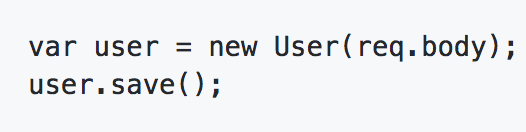 var user = new User(req.body);
user.save();